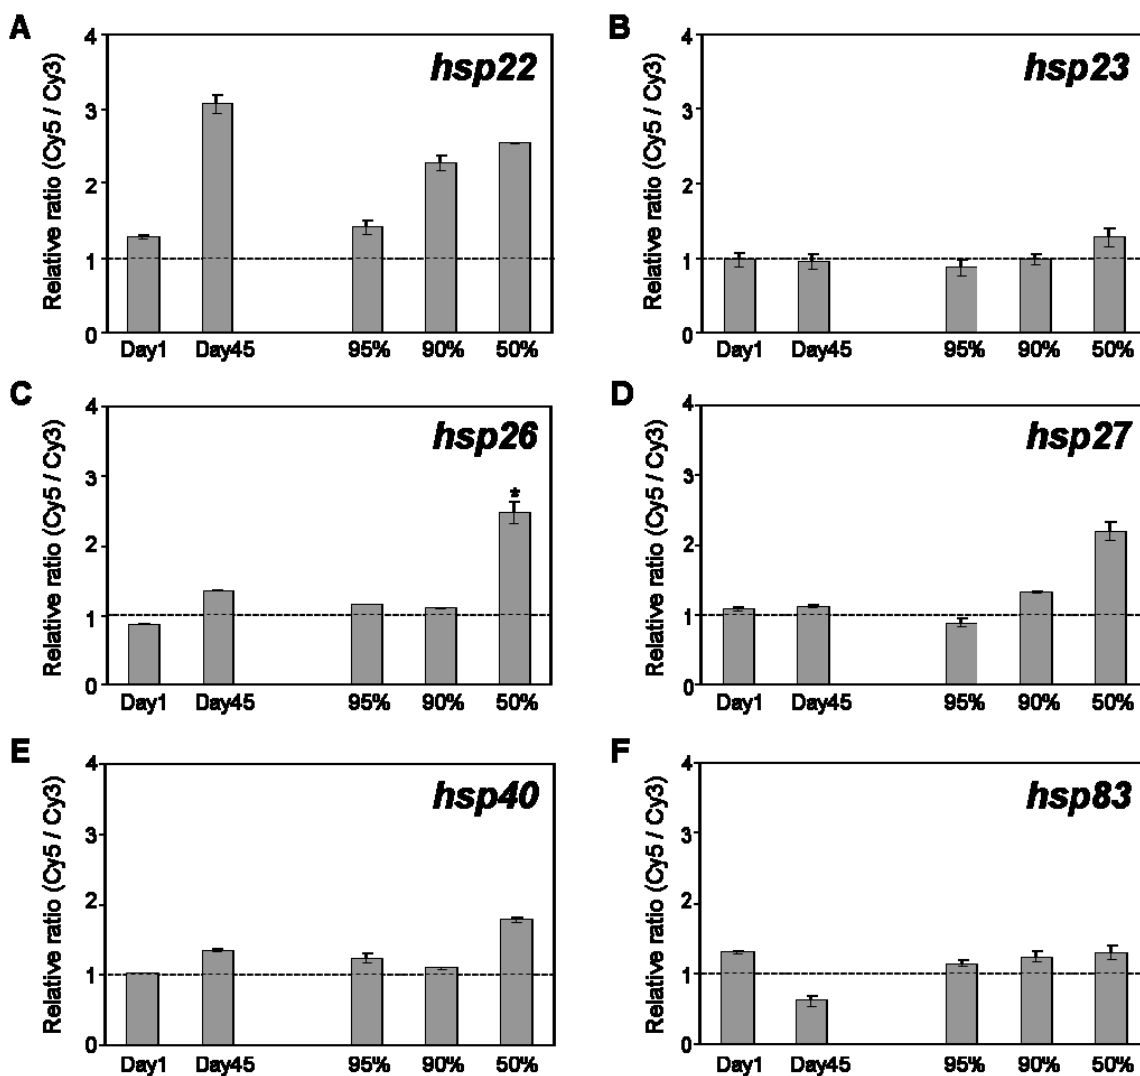 A
hsp22
Relative ratio (Cy5 / Cy3)
4
3
2
1
0
Day1 Day45 95% 90% 50%
B
hsp23
Relative ratio (Cy5 / Cy3)
4
3
2
1
0
Day1 Day45 95% 90% 50%
C
hsp26
Relative ratio (Cy5 / Cy3)
4
3
2
1
0
*
Day1 Day45 95% 90% 50%
D
hsp27
Relative ratio (Cy5 / Cy3)
4
3
2
1
0
Day1 Day45 95% 90% 50%
E
hsp40
Relative ratio (Cy5 / Cy3)
4
3
2
1
0
Day1 Day45 95% 90% 50%
F
hsp83
Relative ratio (Cy5 / Cy3)
4
3
2
1
0
Day1 Day45 95% 90% 50%